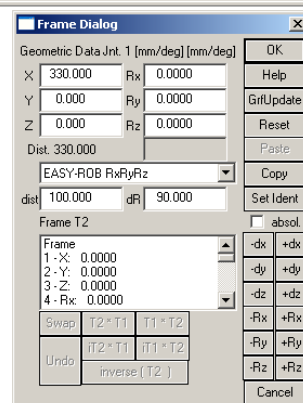 Frame Dialog
Geometric Data Jnt. 1 [mm/deg] [mm/deg] OK
X 330.000 Rx 0.0000 Help
Y 0.000 Ry 0.0000 GrfUpdate
Z 0.000 Rz 0.0000 Reset
Dist. 330.000 Paste
EASY-ROB RxRyRz Copy
dist 100.000 dR 90.000 Set Ident
Frame T2 absol.
Frame -dx +dx
1 - X: 0.0000
2 - Y: 0.0000 -dy +dy
3 - Z: 0.0000 -dz +dz
4 - Rx: 0.0000 -Rx +Rx
Swap T2 * T1 T1 * T2
Undo iT2 * T1 iT1 * T2 -Ry +Ry
inverse ( T2 ) -Rz +Rz
Cancel